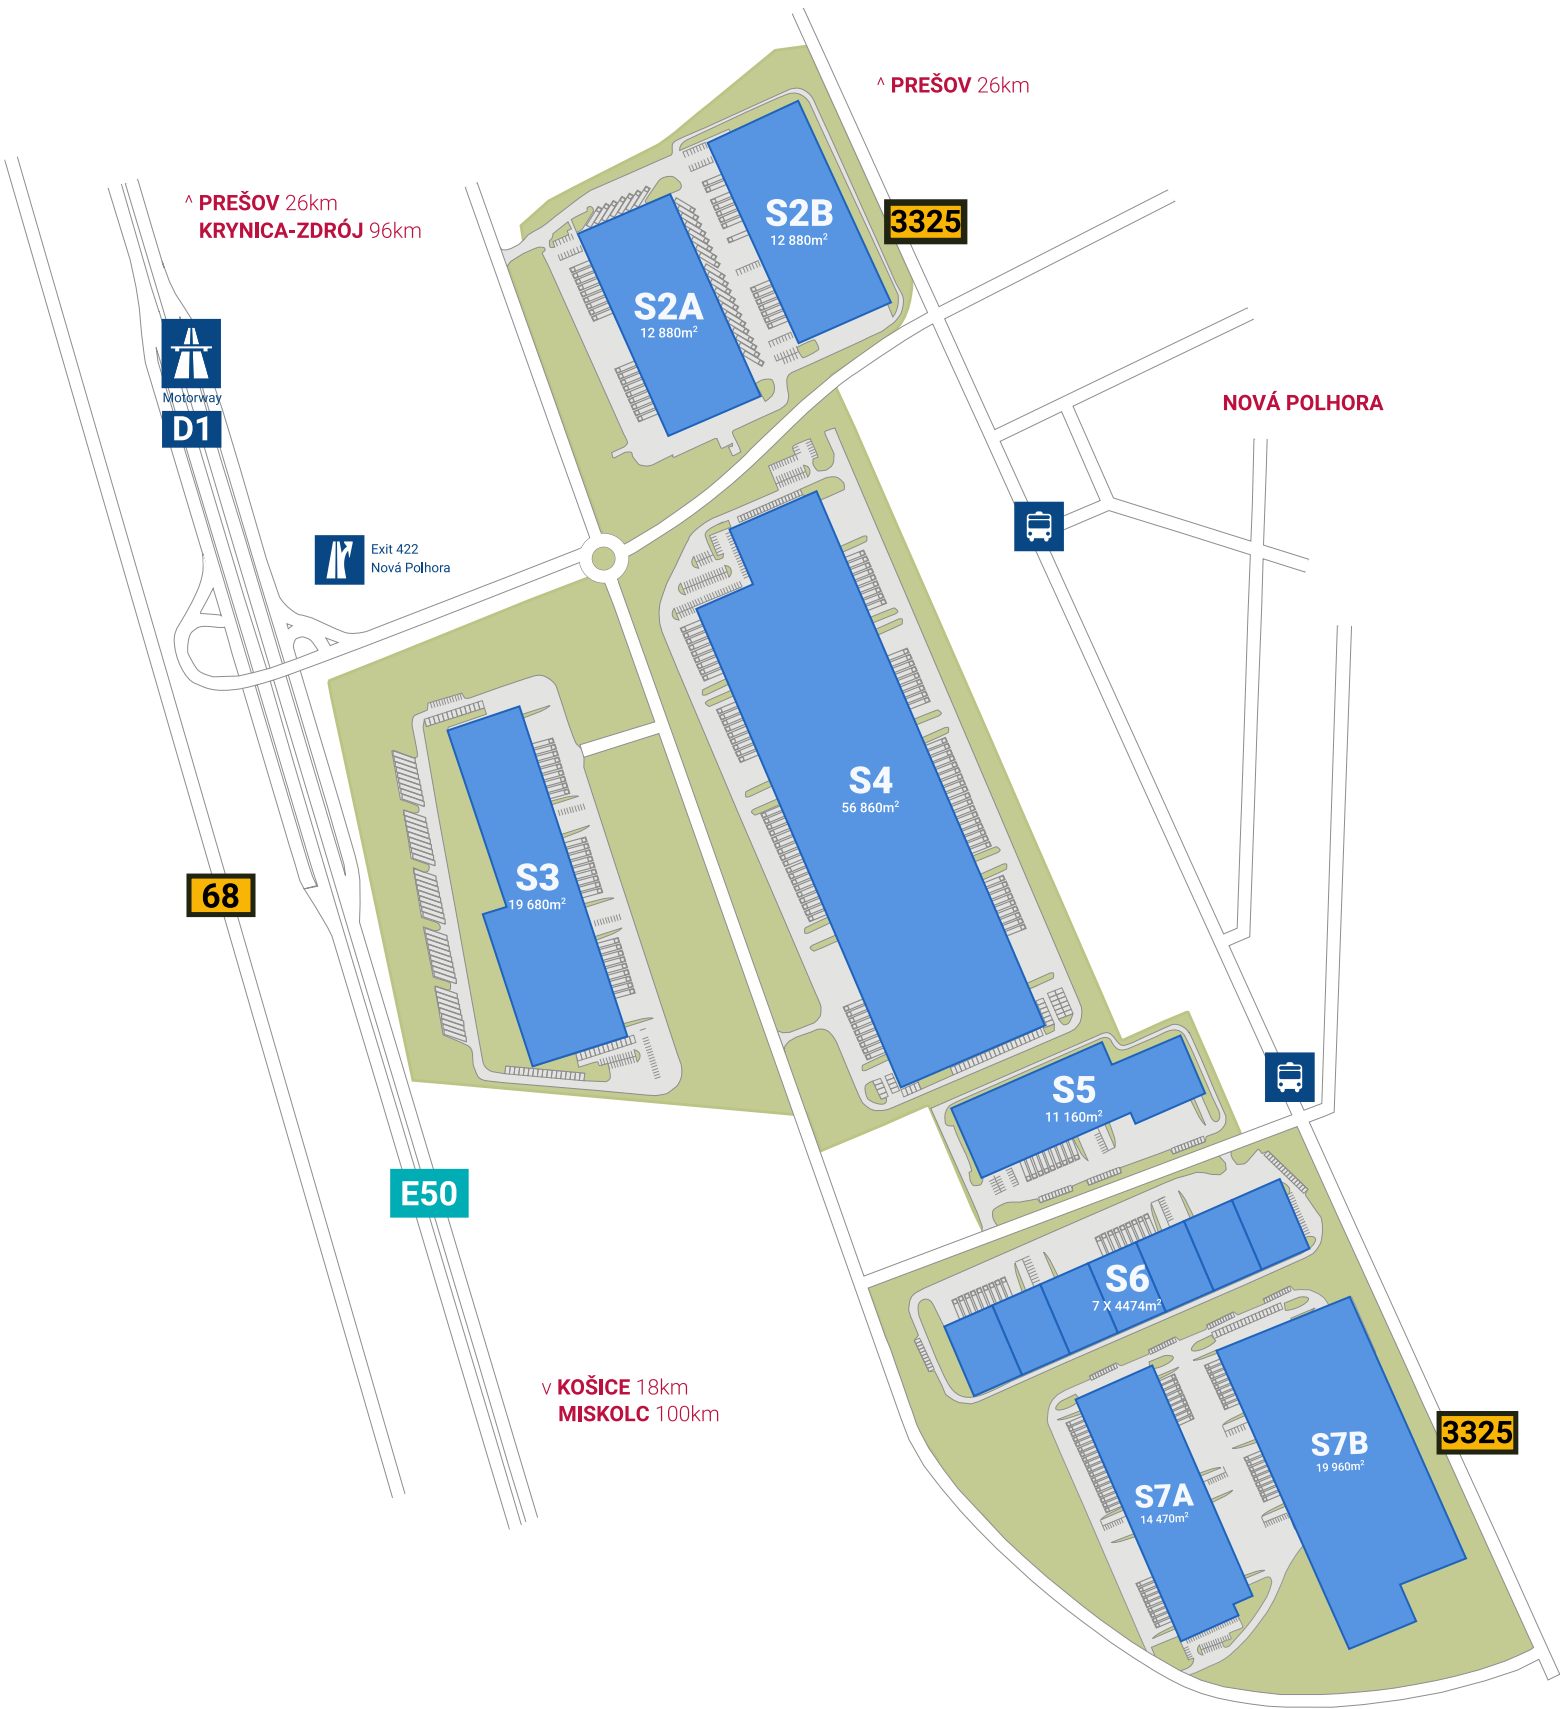 ^ PREŠOV 26km
^ PREŠOV 26km
KRYNICA-ZDRÓJ 96km
S2B
12 880m²
3325
S2A
12 880m²
Motorway
D1
NOVÁ POLHORA
Exit 422
Nová Polhora
S4
56 860m²
S3
19 680m²
68
S5
11 160m²
E50
S6
7 X 4474m²
v KOŠICE 18km
MISKOLC 100km
3325
S7B
19 960m²
S7A
14 470m²